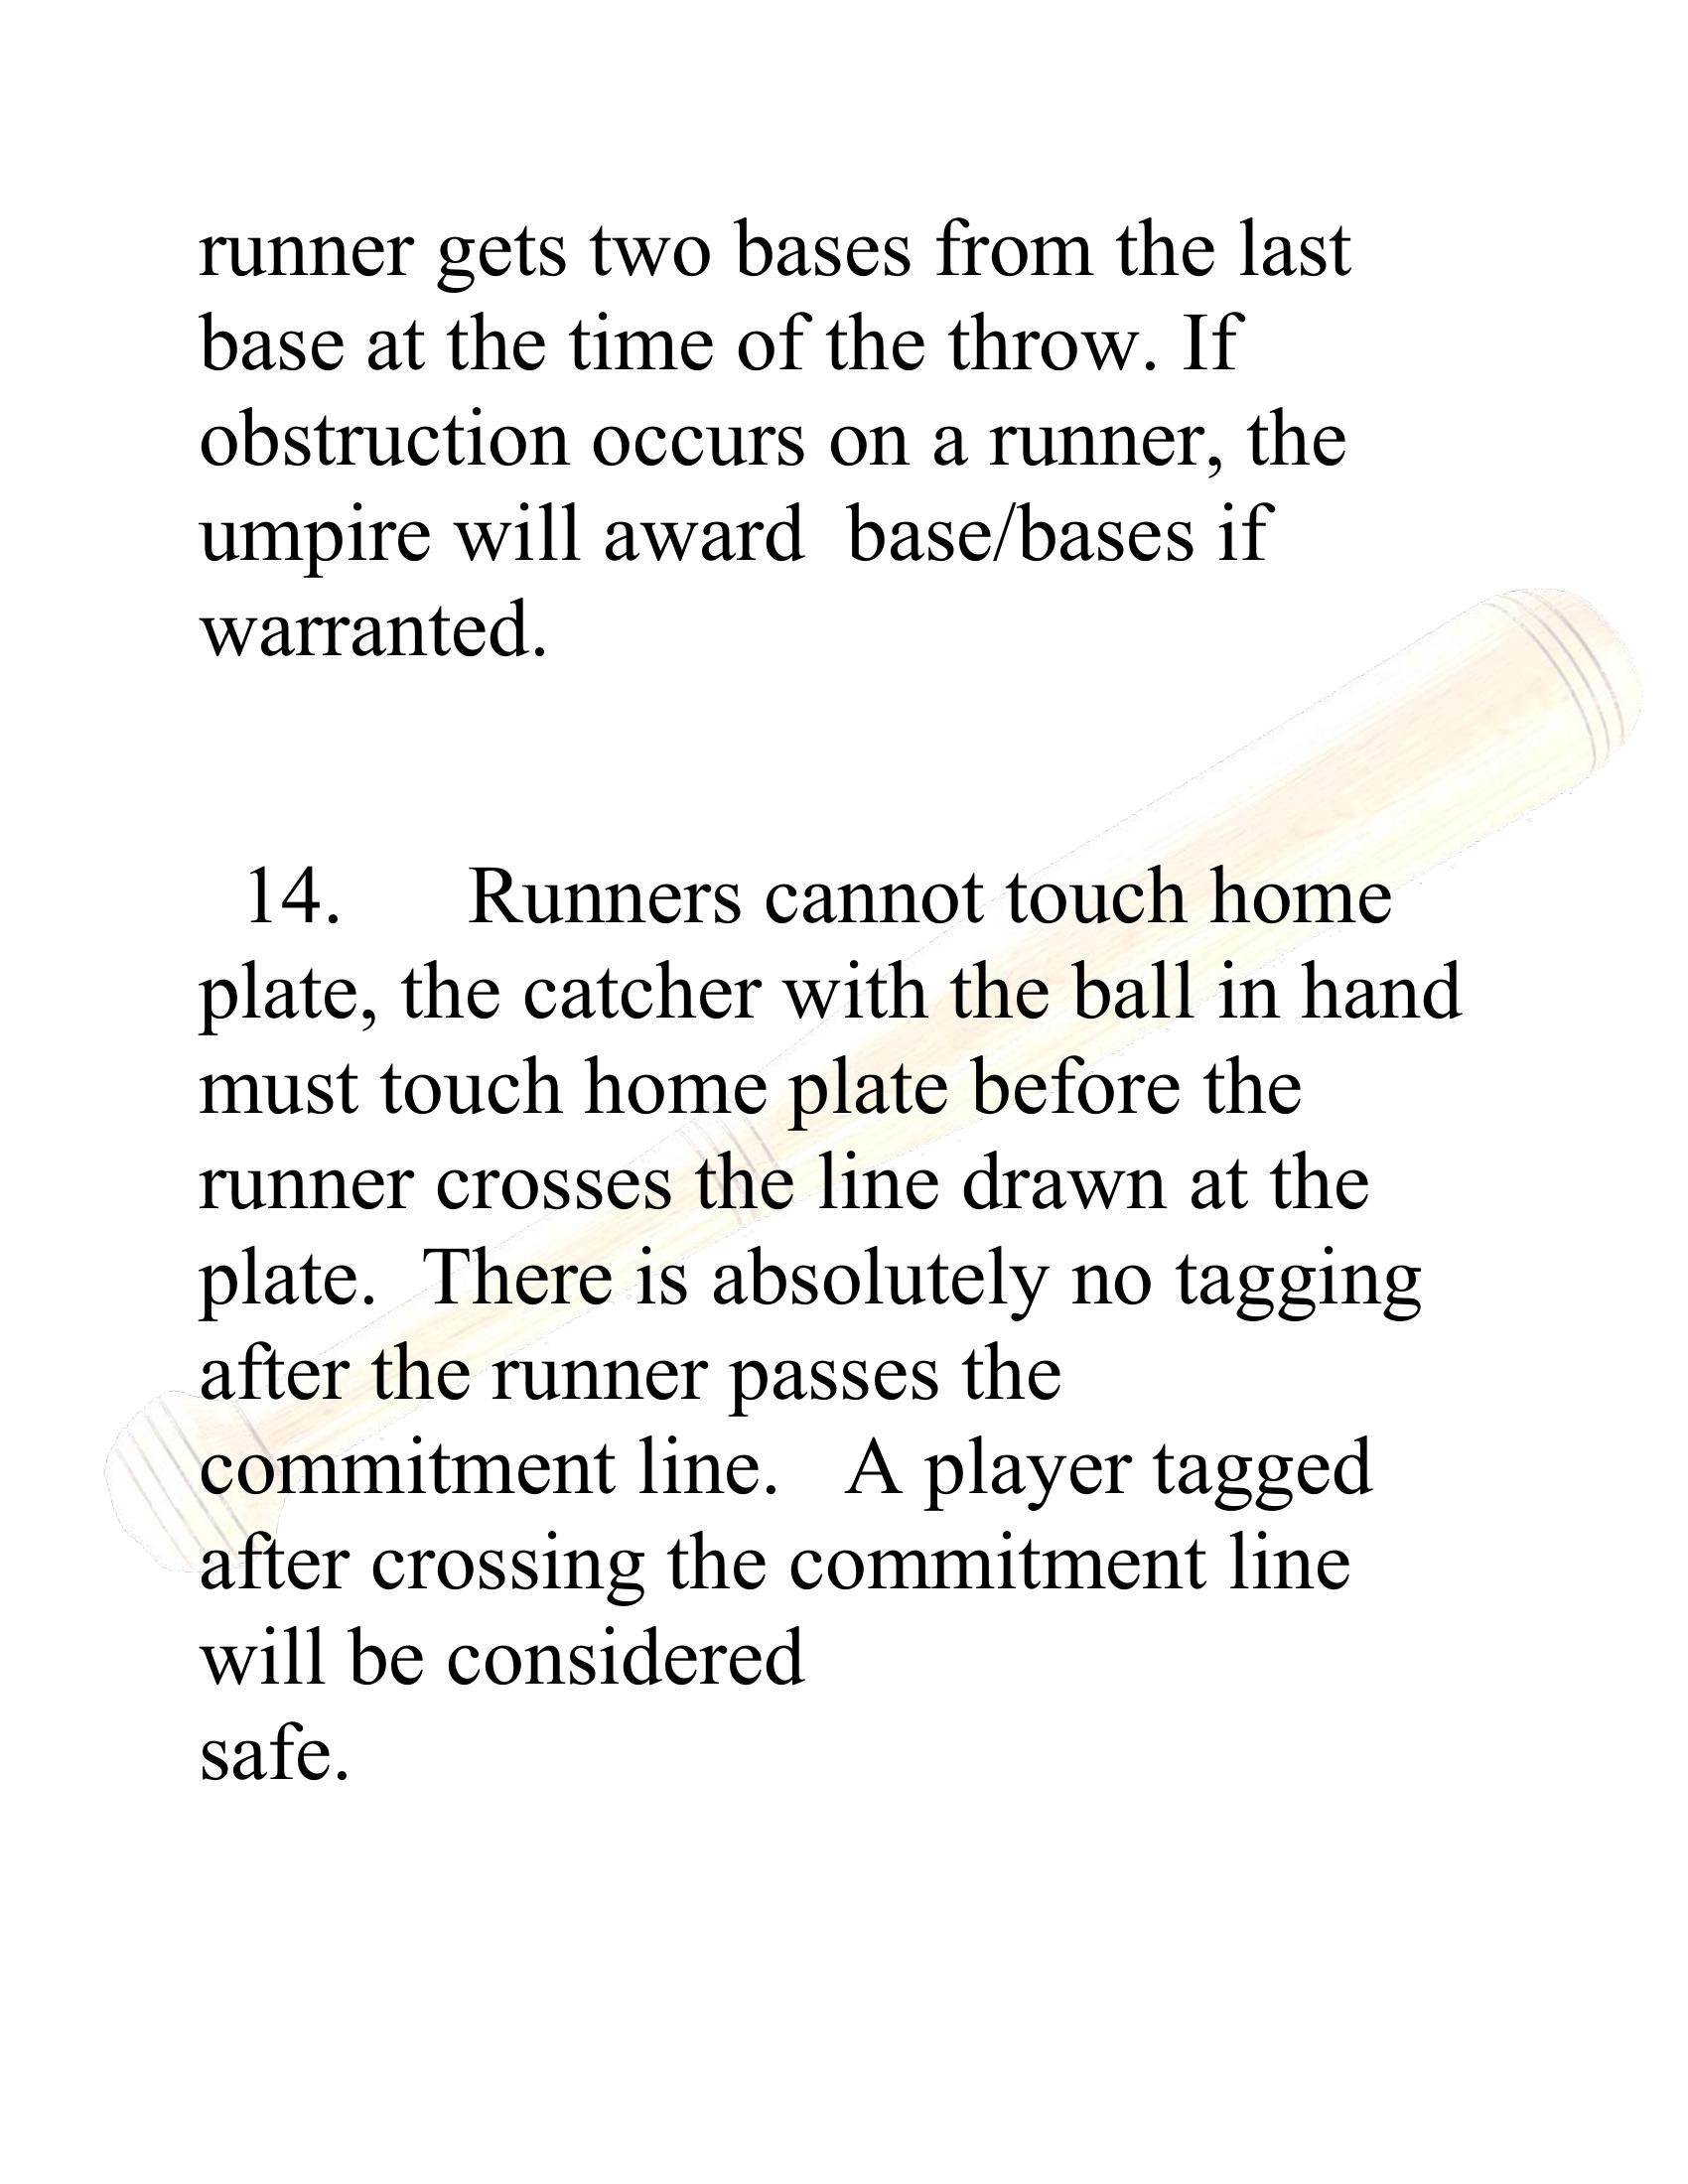 runner gets two bases from the last
base at the time of the throw. If
obstruction occurs on a runner, the
umpire will award  base/bases if
warranted.
14.      Runners cannot touch home
plate, the catcher with the ball in hand
must touch home plate before the
runner crosses the line drawn at the
plate.  There is absolutely no tagging
after the runner passes the
commitment line.   A player tagged
after crossing the commitment line
will be considered
safe.